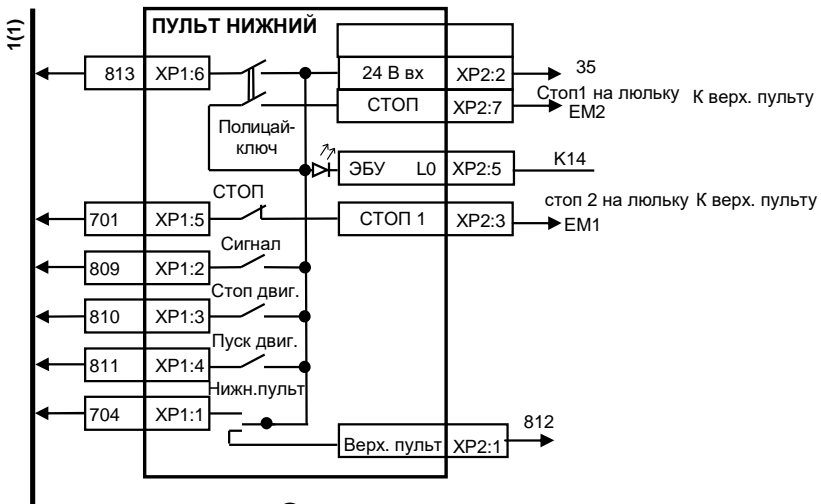 1(1)
ПУЛЬТ НИЖНИЙ
813 XP1:6 24 В вх XP2:2 35
СТОП XP2:7 Стоп1 на люльку К верх. пульту
EM2
Полицай-
ключ
ЭБУ L0 XP2:5 K14
СТОП
701 XP1:5 СТОП 1 XP2:3 стоп 2 на люльку К верх. пульту
EM1
Сигнал
809 XP1:2
Стоп двиг.
810 XP1:3
Пуск двиг.
811 XP1:4
Нижн.пульт
704 XP1:1
Верх. пульт XP2:1 812